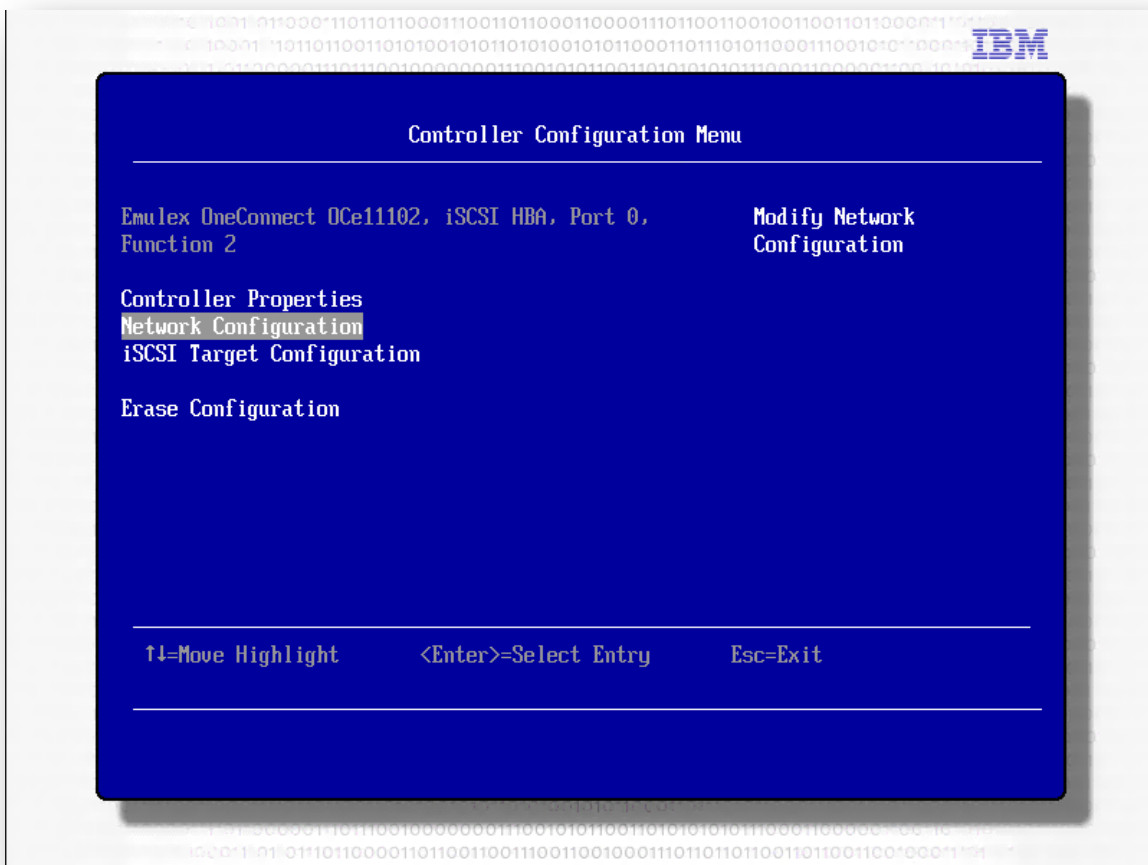 IBM
Controller Configuration Menu
Emulex OneConnect OCe11102, iSCSI HBA, Port 0,
Function 2
Modify Network
Configuration
Controller Properties
Network Configuration
iSCSI Target Configuration
Erase Configuration
↑↓=Move Highlight <Enter>=Select Entry Esc=Exit